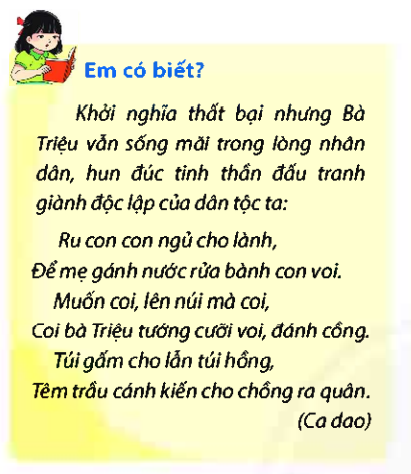 Em có biết?
Khởi nghĩa thất bại nhưng Bà
Triệu vẫn sống mãi trong lòng nhân
dân, hun đúc tinh thần đấu tranh
giành độc lập của dân tộc ta:
Ru con con ngủ cho lành,
Để mẹ gánh nước rửa bành con voi.
Muốn coi, lên núi mà coi,
Coi bà Triệu tướng cưỡi voi, đánh cồng.
Túi gấm cho lẫn túi hồng,
Têm trầu cánh kiến cho chồng ra quân.
(Ca dao)